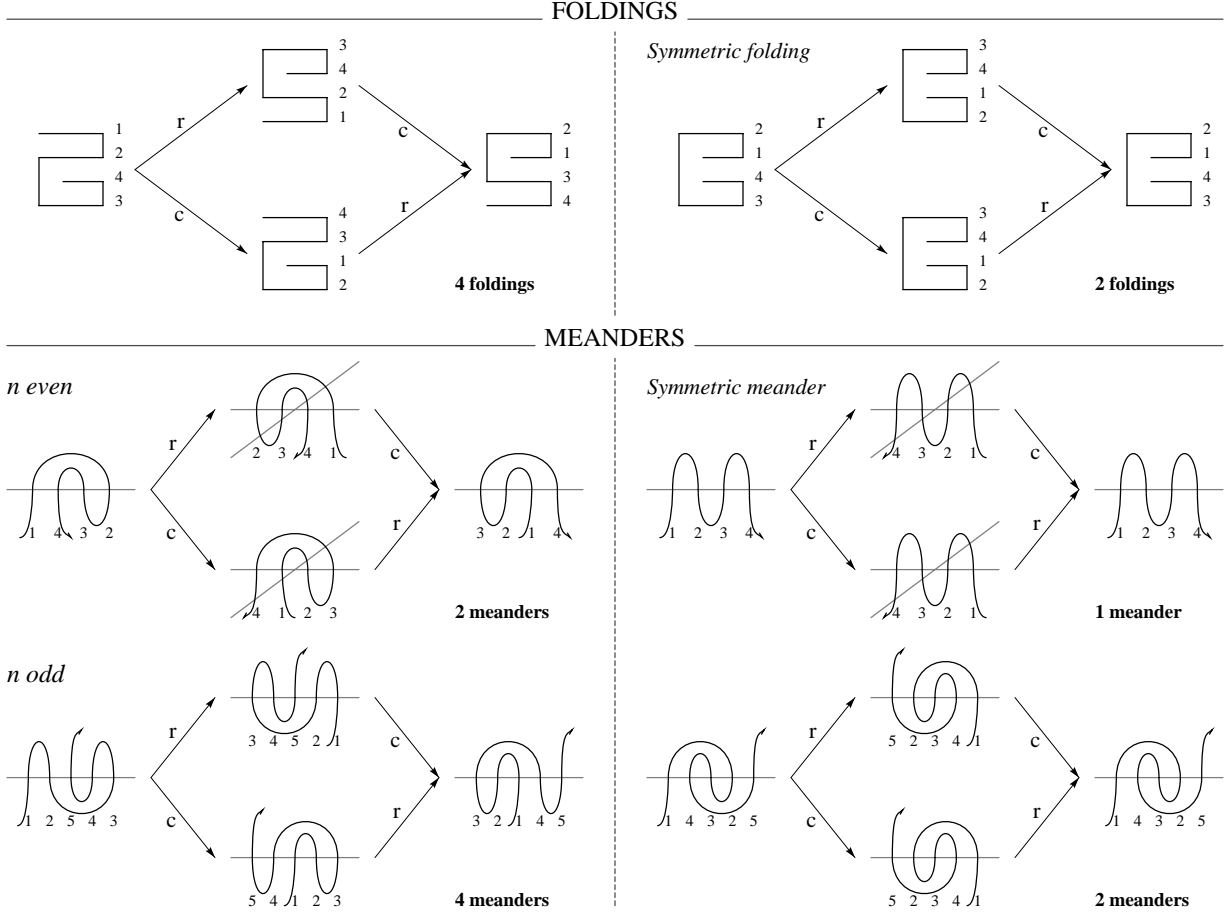 FOLDINGS
3
4
2
1
r
1
2
4
3
c
c
4
3
1
2
r
2
1
3
4
4 foldings
Symmetric folding
3
4
1
2
r
2
1
4
3
c
c
3
4
1
2
r
2
1
4
3
2 foldings
MEANDERS
n even
2 3 4 1
r
1 4 3 2
c
c
4 1 2 3
r
3 2 1 4
2 meanders
Symmetric meander
4 3 2 1
r
1 2 3 4
c
c
4 3 2 1
r
1 2 3 4
1 meander
n odd
3 4 5 2 1
r
1 2 5 4 3
c
c
5 4 1 2 3
r
3 2 1 4 5
4 meanders
5 2 3 4 1
r
1 4 3 2 5
c
c
5 2 3 4 1
r
1 4 3 2 5
2 meanders